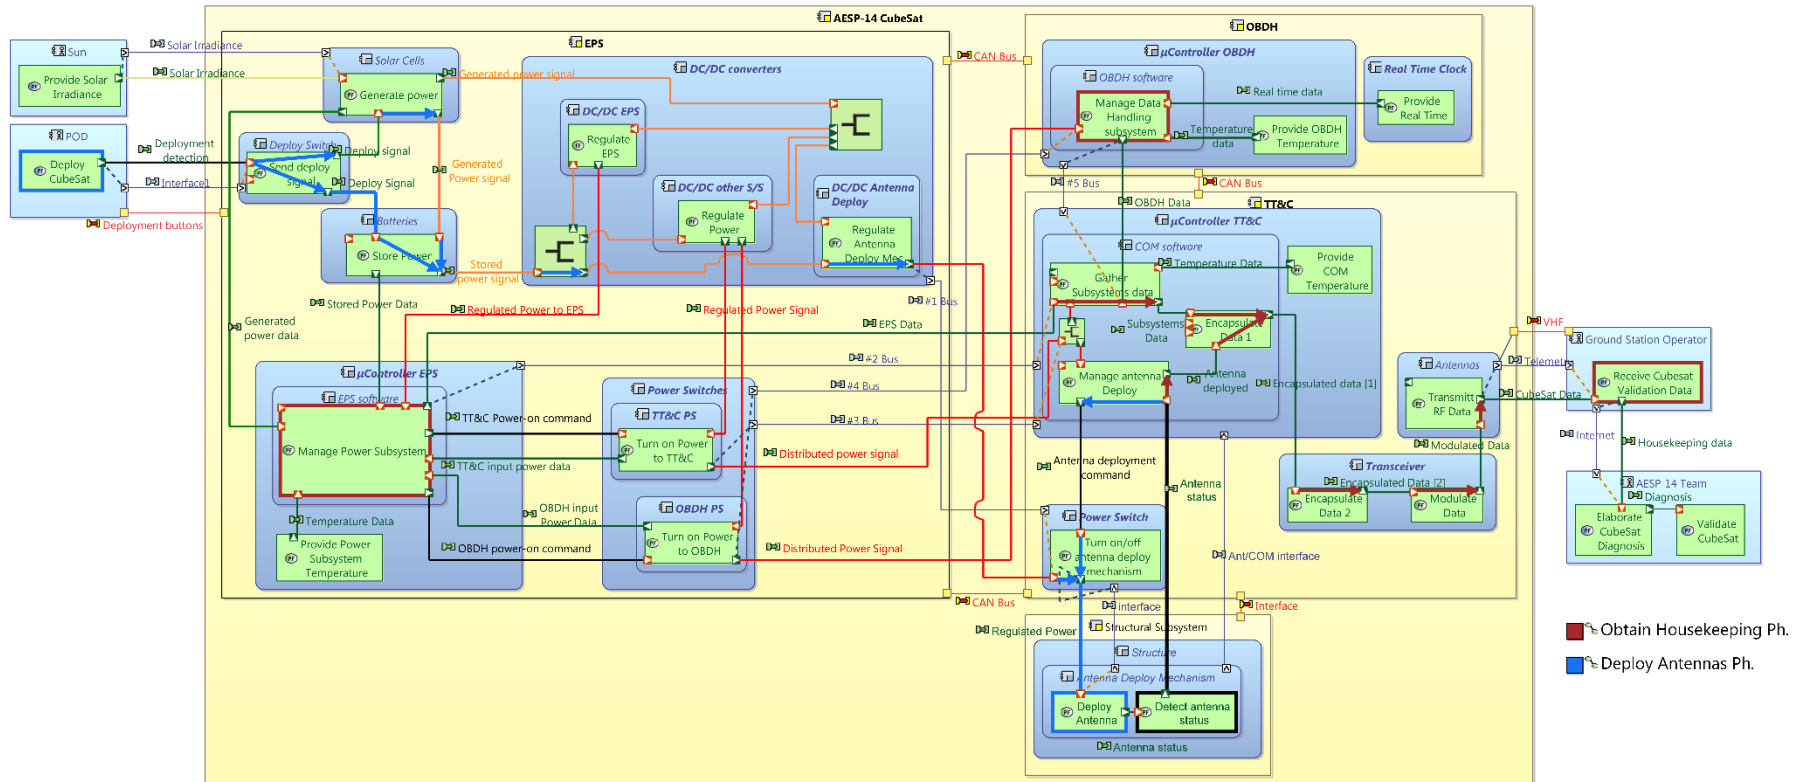 AESP-14 CubeSat
Sun
Provide Solar
Irradiance
Solar Irradiance
Solar Irradiance
POD
Deploy
CubeSat
Deployment
detection
Interface1
Deployment buttons
EPS
Solar Cells
Generate power
Generated power signal
Deploy Switch
Send deploy
signal
Deploy signal
Deploy Signal
Generated
Power signal
Batteries
Store Power
Stored
power signal
Stored Power Data
Generated
power data
DC/DC converters
DC/DC EPS
Regulate
EPS
DC/DC other S/S
Regulate
Power
DC/DC Antenna
Deploy
Regulate
Antenna
Deploy Mec.
Regulated Power to EPS
Regulated Power Signal
EPS Data
#1 Bus
#2 Bus
#4 Bus
#3 Bus
µController EPS
EPS software
Manage Power Subsystem
Temperature Data
Provide Power
Subsystem
Temperature
TT&C Power-on command
TT&C input power data
OBDH input
Power Data
OBDH power-on command
Power Switches
TT&C PS
Turn on Power
to TT&C
OBDH PS
Turn on Power
to OBDH
Distributed power signal
Distributed Power Signal
CAN Bus
CAN Bus
CAN Bus
OBDH
µController OBDH
OBDH software
Manage Data
Handling
subsystem
Real time data
Temperature
data
Provide OBDH
Temperature
Real Time Clock
Provide
Real Time
#5 Bus
OBDH Data
TT&C
µController TT&C
COM software
Gather
Subsystems data
Temperature Data
Provide
COM
Temperature
Subsystems
Data
Encapsulate
Data 1
Manage antenna
Deploy
Antenna
deployed
Encapsulated data [1]
Antenna deployment
command
Antenna
status
Power Switch
Turn on/off
antenna deploy
mechanism
Ant/COM interface
interface
Interface
Regulated Power
Structural Subsystem
Structure
Antenna Deploy Mechanism
Deploy
Antenna
Detect antenna
status
Antenna status
Antennas
Transmitt
RF Data
Modulated Data
Transceiver
Encapsulated Data [2]
Encapsulate
Data 2
Modulate
Data
VHF
Telemetry
CubeSat Data
Ground Station Operator
Receive Cubesat
Validation Data
Internet
Housekeeping data
AESP 14 Team
Diagnosis
Elaborate
CubeSat
Diagnosis
Validate
CubeSat
Obtain Housekeeping Ph.
Deploy Antennas Ph.